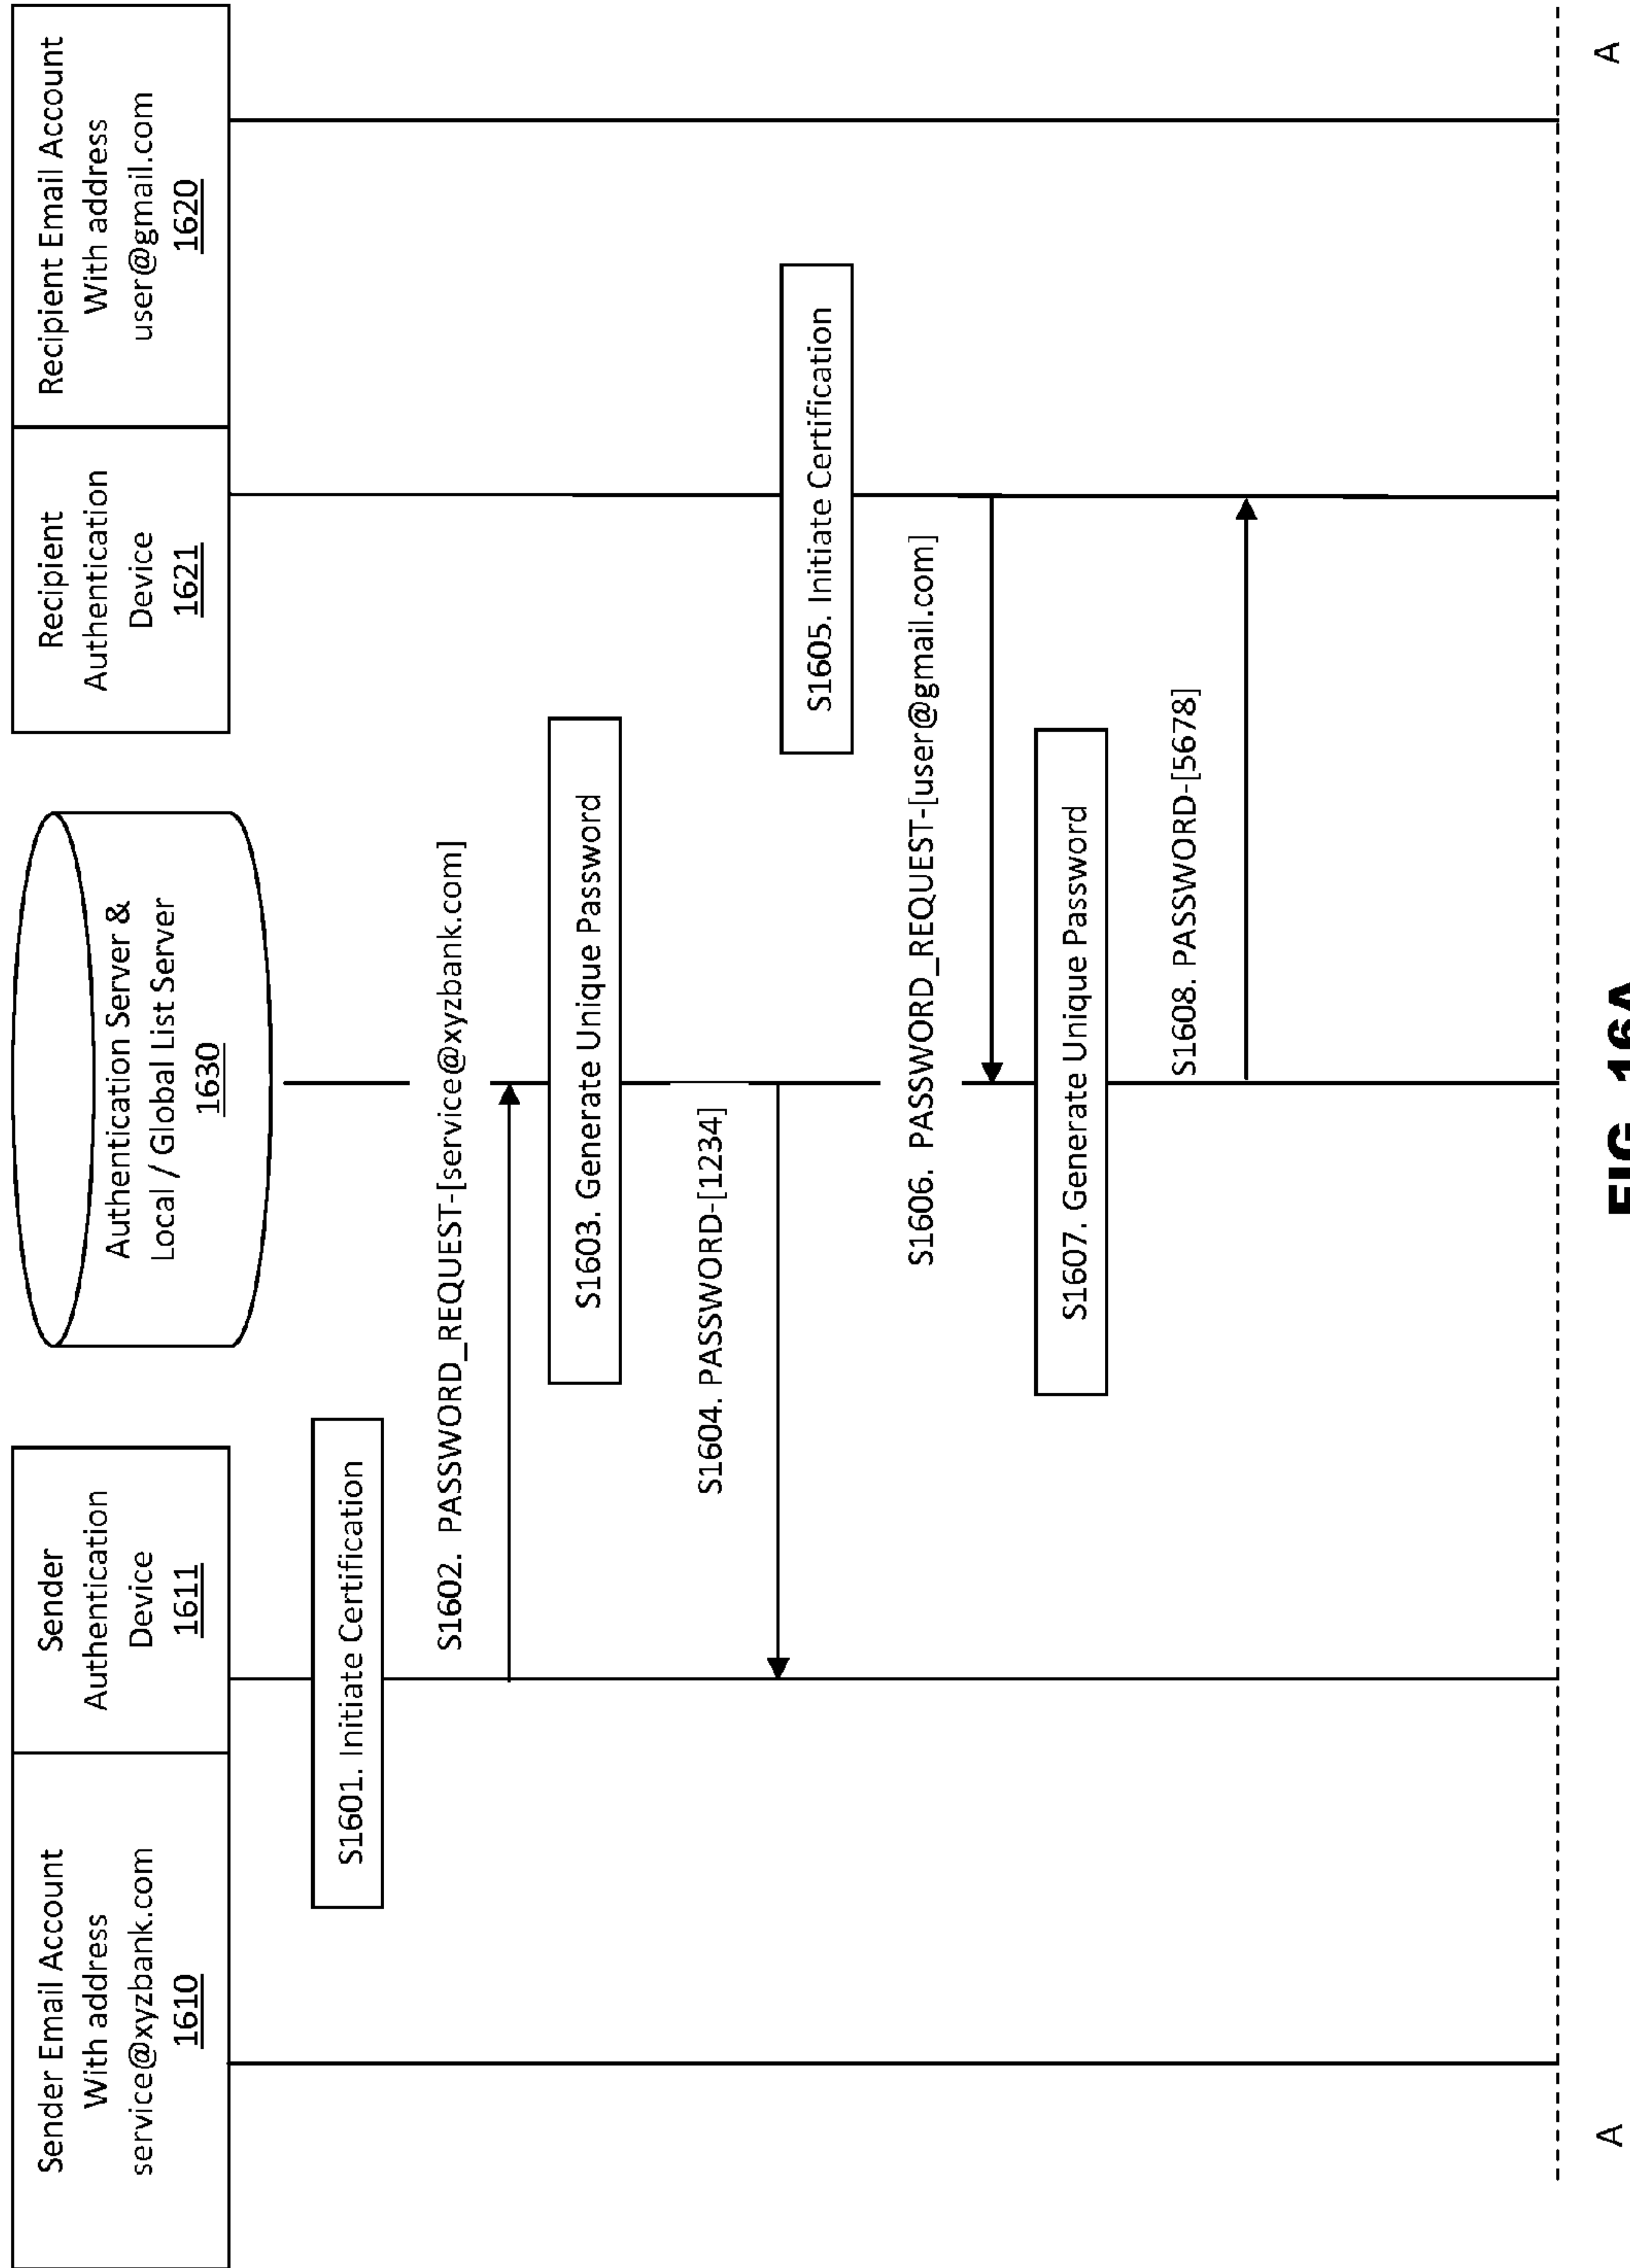 Sender Email Account
With address
service@xyzbank.com
1610
Sender
Authentication
Device
1611
Authentication Server &
Local / Global List Server
1630
Recipient
Authentication
Device
1621
Recipient Email Account
With address
user@gmail.com
1620
S1601. Initiate Certification
S1602. PASSWORD_REQUEST-[service@xyzbank.com]
S1603. Generate Unique Password
S1604. PASSWORD-[1234]
S1605. Initiate Certification
S1606. PASSWORD_REQUEST-[user@gmail.com]
S1607. Generate Unique Password
S1608. PASSWORD-[5678]
A
A
FIG. 16A